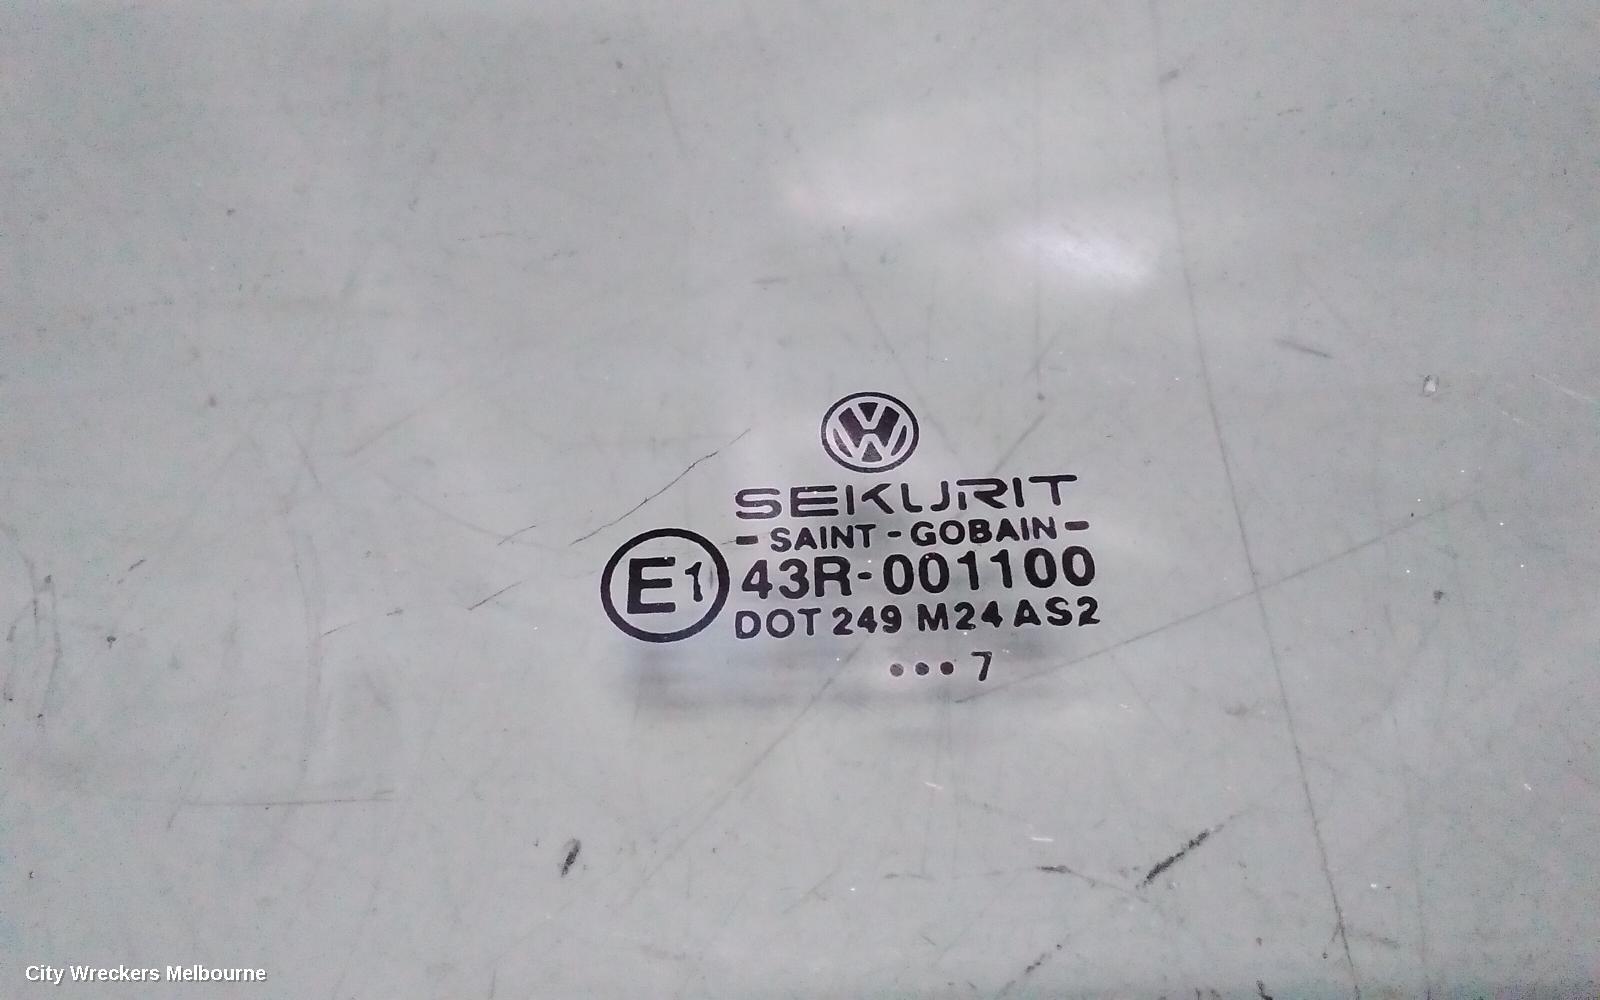 SEKURIT
- SAINT - GOBAIN -
E1 43R-001100
DOT 249 M24 AS2
••• 7
City Wreckers Melbourne